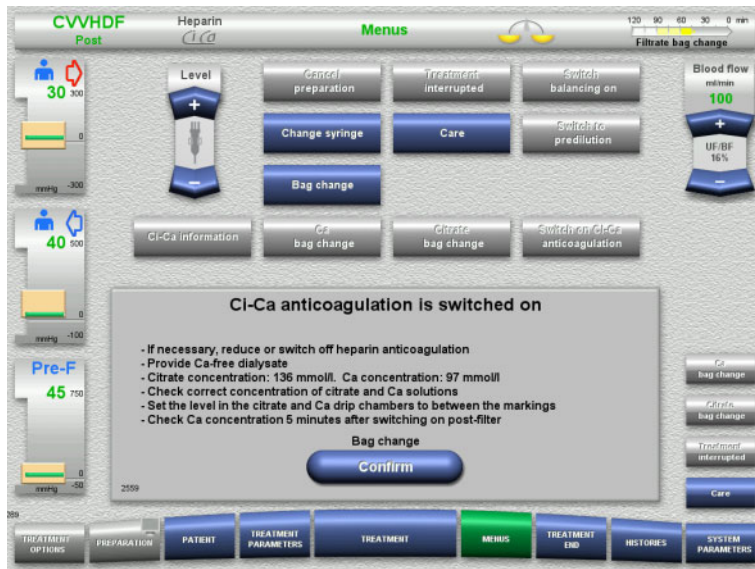 CVVHDF
Post
Heparin
CiCa
Menus
120 90 60 30 0 min
Filtrate bag change
30 300
0
mmHg -300
Level
+
−
Cancel
preparation
Treatment
interrupted
Switch
balancing on
Change syringe
Care
Switch to
predilution
Bag change
Blood flow
ml/min
100
+
UF/BF
16%
−
40 500
0
mmHg -100
Ci-Ca information
Ca
bag change
Citrate
bag change
Switch on Ci-Ca
anticoagulation
Ci-Ca anticoagulation is switched on
- If necessary, reduce or switch off heparin anticoagulation
- Provide Ca-free dialysate
- Citrate concentration: 136 mmol/l. Ca concentration: 97 mmol/l
- Check correct concentration of citrate and Ca solutions
- Set the level in the citrate and Ca drip chambers to between the markings
- Check Ca concentration 5 minutes after switching on post-filter
Bag change
Confirm
2559
Pre-F
45 750
0
mmHg -50
Ca
bag change
Citrate
bag change
Treatment
interrupted
Care
TREATMENT
OPTIONS
PREPARATION
PATIENT
TREATMENT
PARAMETERS
TREATMENT
MENUS
TREATMENT
END
HISTORIES
SYSTEM
PARAMETERS